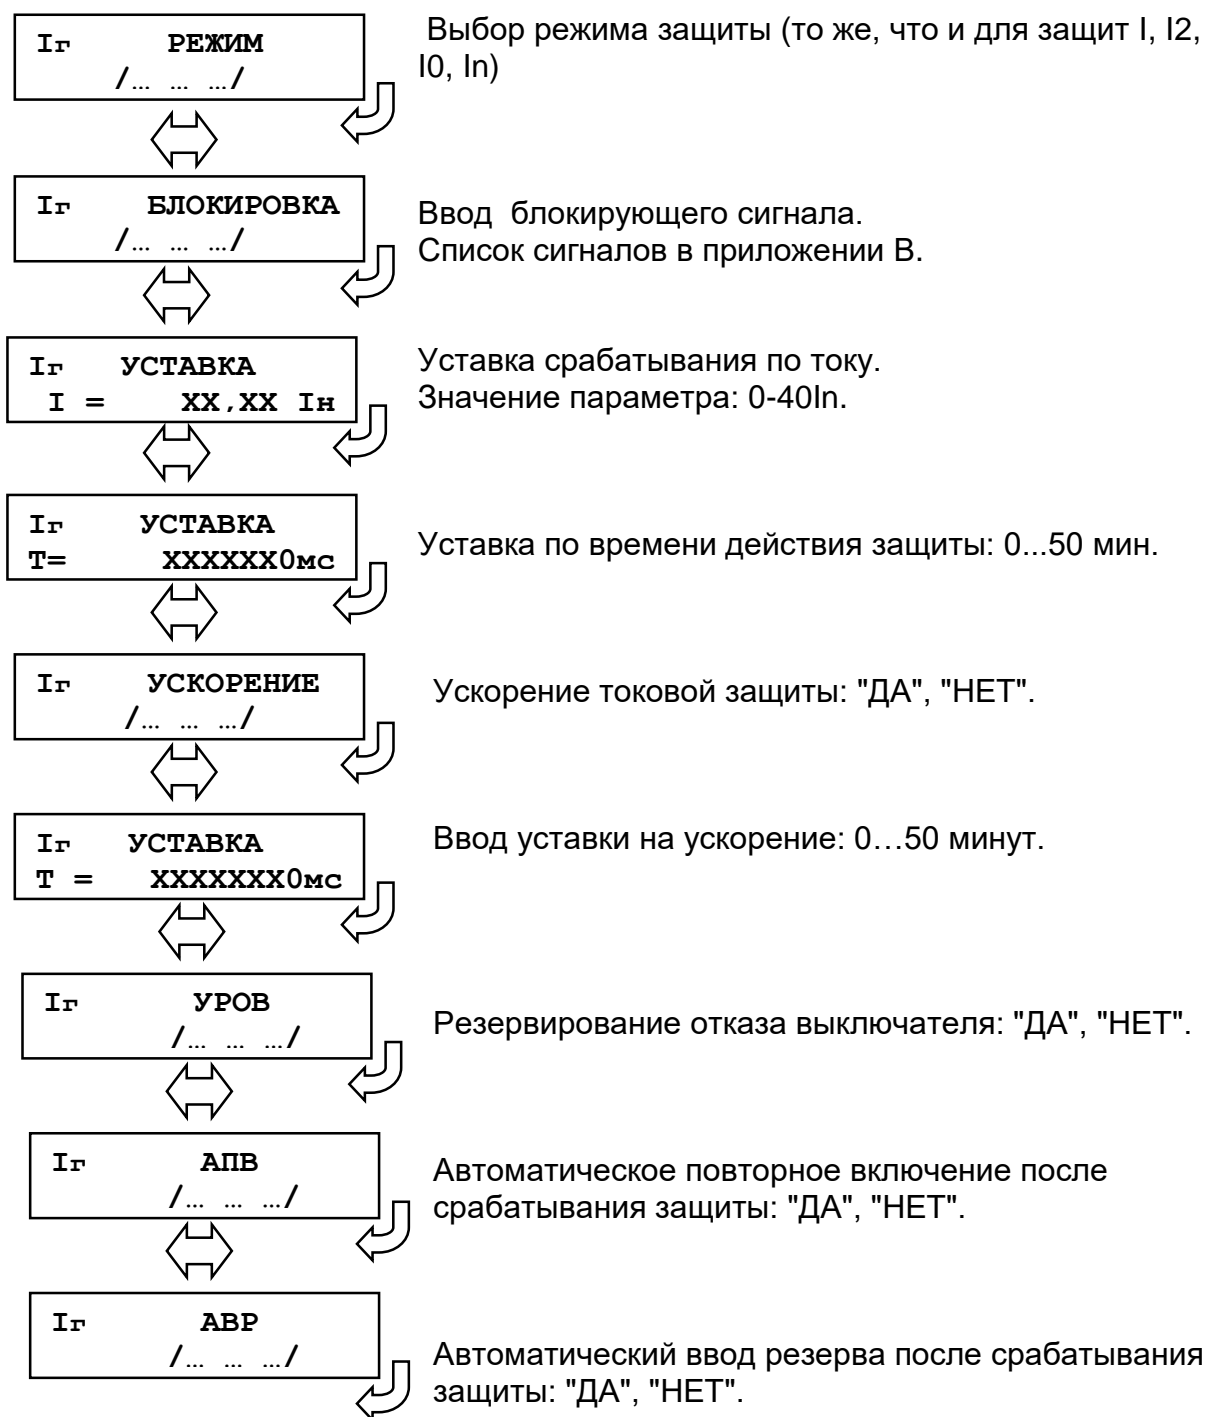 Iг РЕЖИМ
/… … …/
Выбор режима защиты (то же, что и для защит I, I2,
I0, In)
Iг БЛОКИРОВКА
/… … …/
Ввод блокирующего сигнала.
Список сигналов в приложении В.
Iг УСТАВКА
I = XX,XX Iн
Уставка срабатывания по току.
Значение параметра: 0-40In.
Iг УСТАВКА
Т= XXXXXX0мс
Уставка по времени действия защиты: 0...50 мин.
Iг УСКОРЕНИЕ
/… … …/
Ускорение токовой защиты: "ДА", "НЕТ".
Iг УСТАВКА
Т = XXXXXXX0мс
Ввод уставки на ускорение: 0…50 минут.
Iг УРОВ
/… … …/
Резервирование отказа выключателя: "ДА", "НЕТ".
Iг АПВ
/… … …/
Автоматическое повторное включение после
срабатывания защиты: "ДА", "НЕТ".
Iг АВР
/… … …/
Автоматический ввод резерва после срабатывания
защиты: "ДА", "НЕТ".